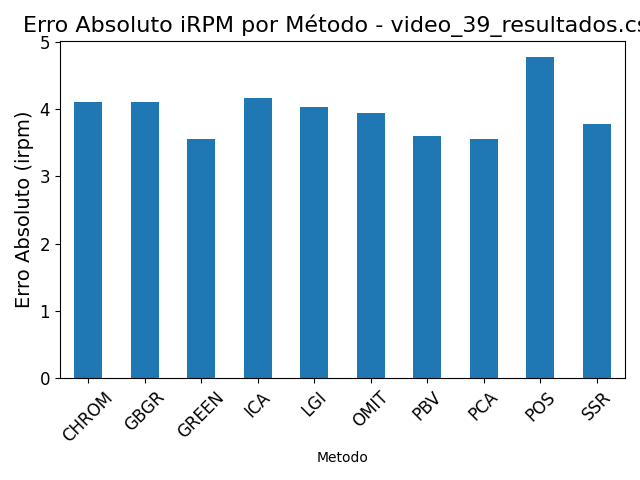 Erro Absoluto iRPM por Método - video_39_resultados.cs
Erro Absoluto (irpm)
5
4
3
2
1
0
CHROM
GBGR
GREEN
ICA
LGI
OMIT
PBV
PCA
POS
SSR
Metodo